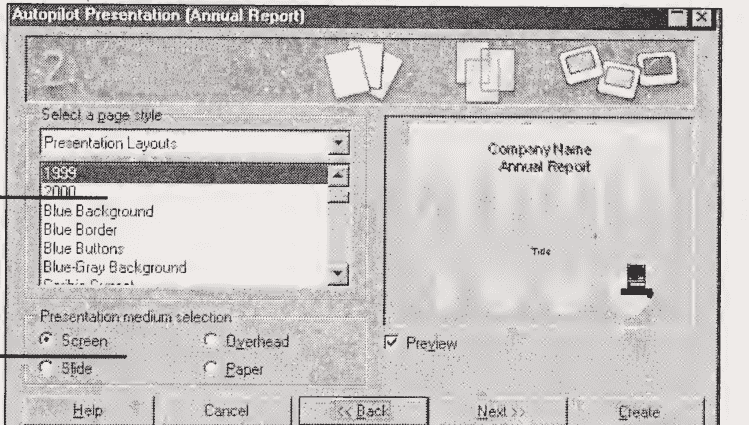 Autopilot Presentation (Annual Report)
2
Select a page style
Presentation Layouts
1999
2000
Blue Background
Blue Border
Blue Buttons
Blue-Gray Background
Company Name
Annual Report
Title
Presentation medium selection
Screen
Overhead
Slide
Paper
Preview
Help
Cancel
<< Back
Next >>
Create